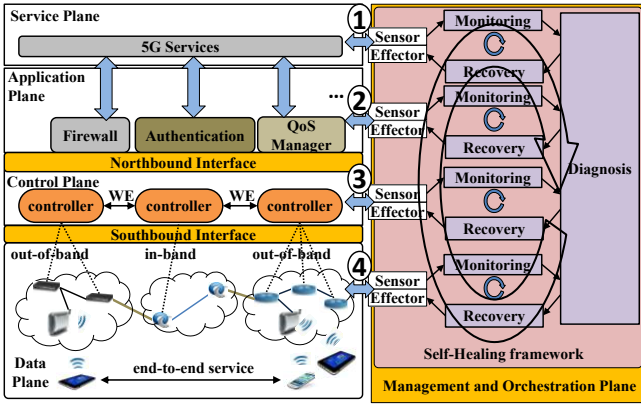 Service Plane
5G Services
1
Sensor
Effector
Monitoring
Recovery
Application
Plane
...
2
Firewall
Authentication
QoS
Manager
Sensor
Effector
Monitoring
Recovery
Northbound Interface
Control Plane
3
controller
WE
controller
WE
controller
Sensor
Effector
Monitoring
Recovery
Diagnosis
Southbound Interface
out-of-band
in-band
out-of-band
4
Sensor
Effector
Monitoring
Recovery
Data
Plane
end-to-end service
Self-Healing framework
Management and Orchestration Plane